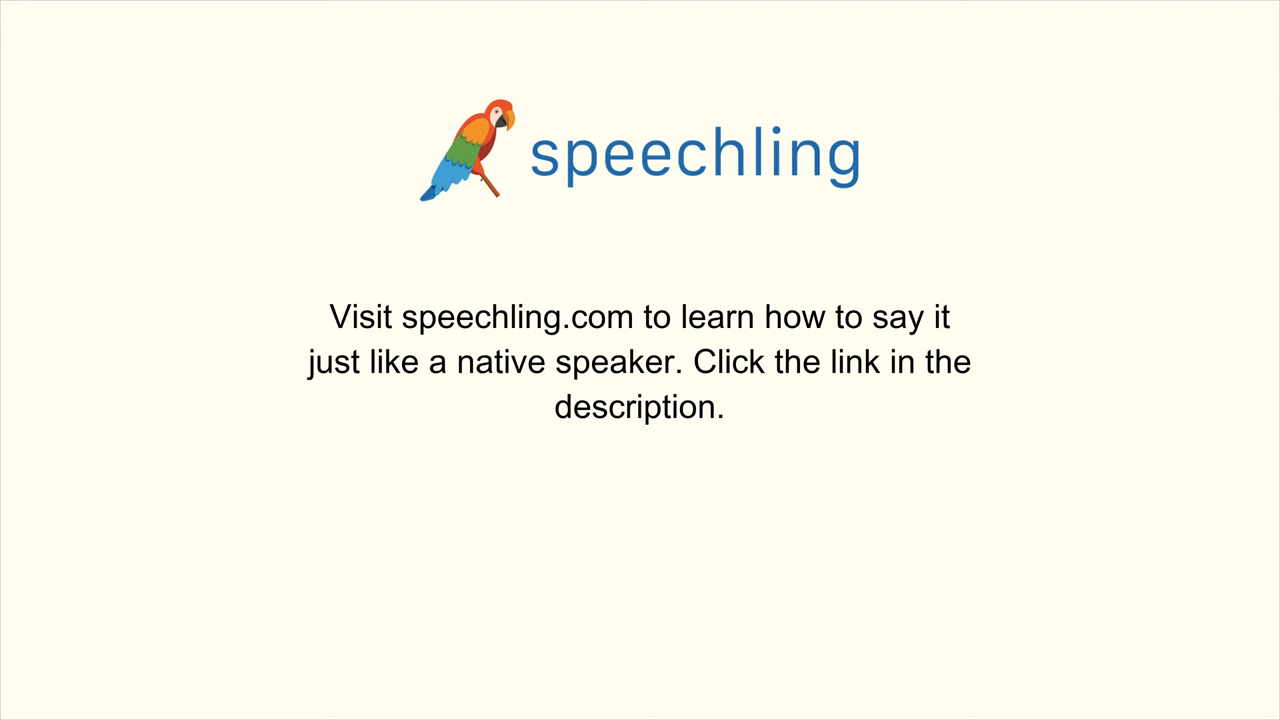 speechling
Visit speechling.com to learn how to say it
just like a native speaker. Click the link in the
description.